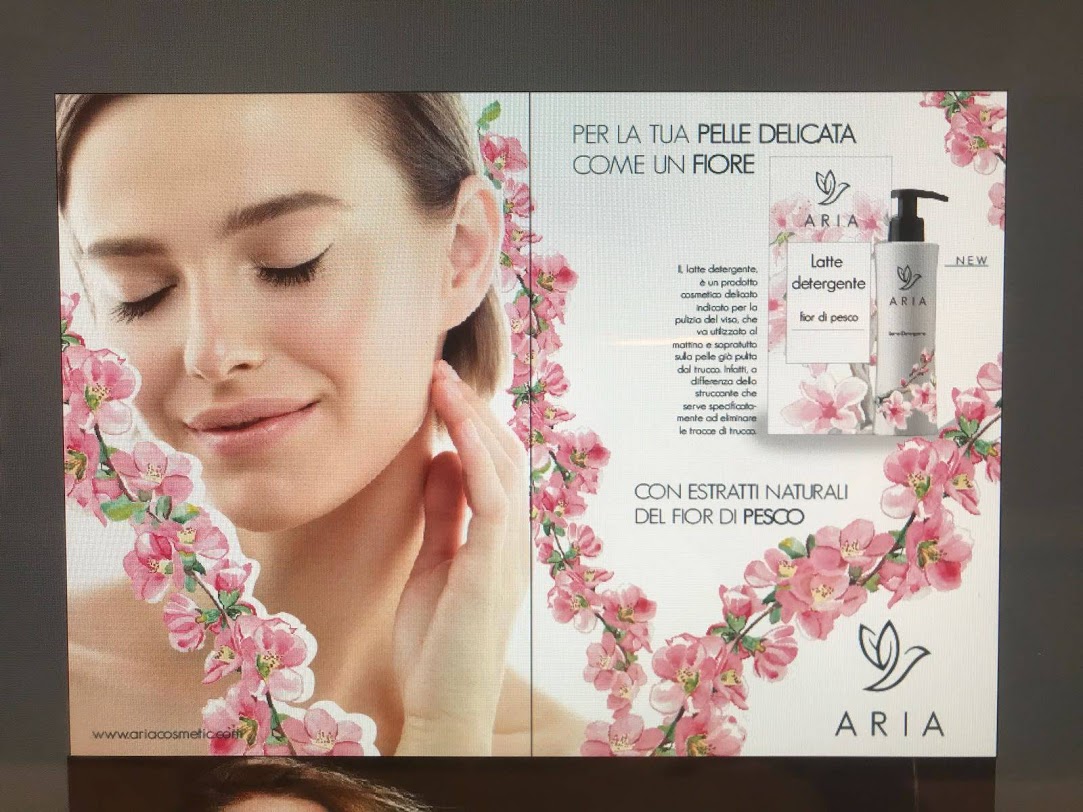 PER LA TUA PELLE DELICATA
COME UN FIORE
ARIA
Latte
detergente
fior di pesco
ARIA
NEW
Il, latte detergente,
è un prodotto
cosmetico delicato
indicato per la
pulizia del viso, che
va utilizzato al
mattino e sopratutto
sulla pelle già pulita
dal trucco. Infatti, a
differenza dello
struccante che
serve specificata-
mente ad eliminare
le tracce di trucco.
CON ESTRATTI NATURALI
DEL FIOR DI PESCO
ARIA
www.ariacosmetic.com